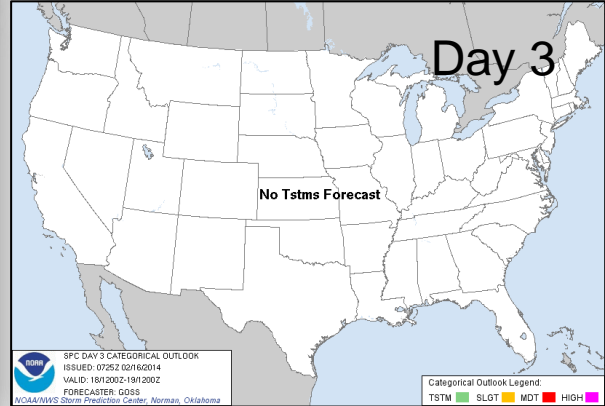 Day 3
No Tstms Forecast
NOAA
SPC DAY 3 CATEGORICAL OUTLOOK
ISSUED: 0725Z 02/16/2014
VALID: 18/1200Z-19/1200Z
FORECASTER: GOSS
NOAA/NWS Storm Prediction Center, Norman, Oklahoma
Categorical Outlook Legend:
TSTM SLGT MDT HIGH